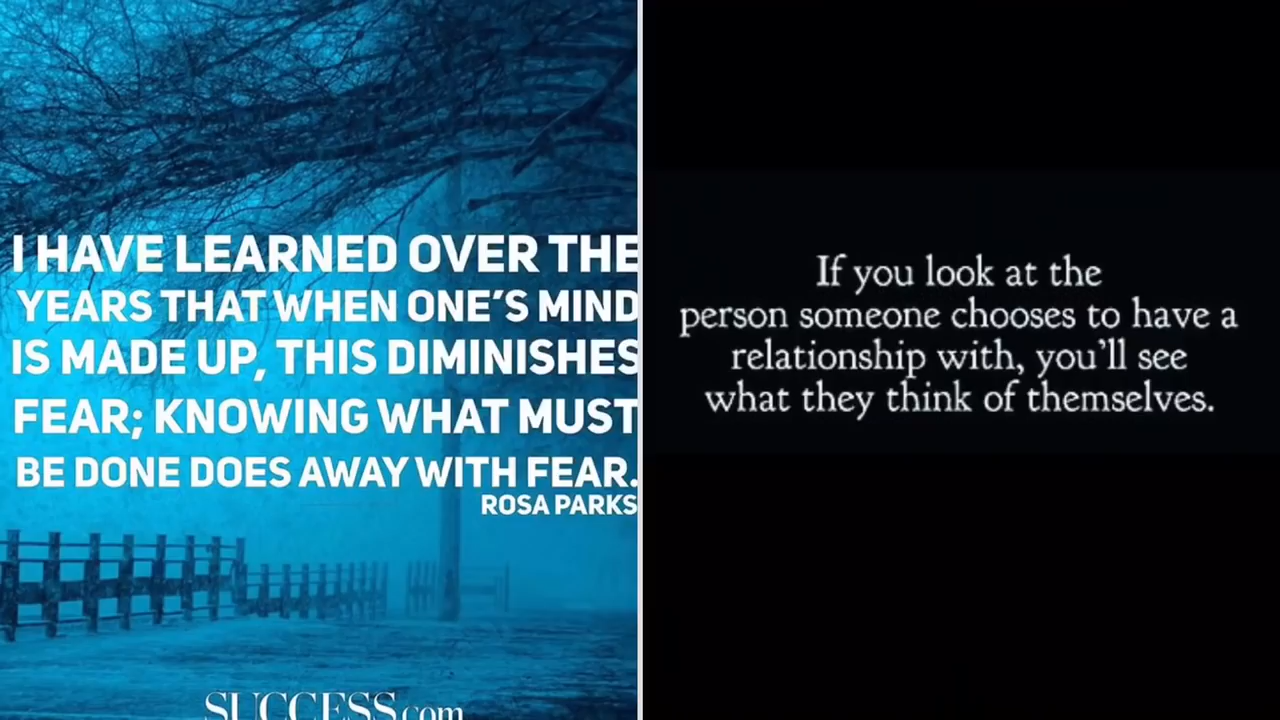 I HAVE LEARNED OVER THE
YEARS THAT WHEN ONE'S MIND
IS MADE UP, THIS DIMINISHES
FEAR; KNOWING WHAT MUST
BE DONE DOES AWAY WITH FEAR.
ROSA PARKS
SUCCESS.com
If you look at the
person someone chooses to have a
relationship with, you'll see
what they think of themselves.